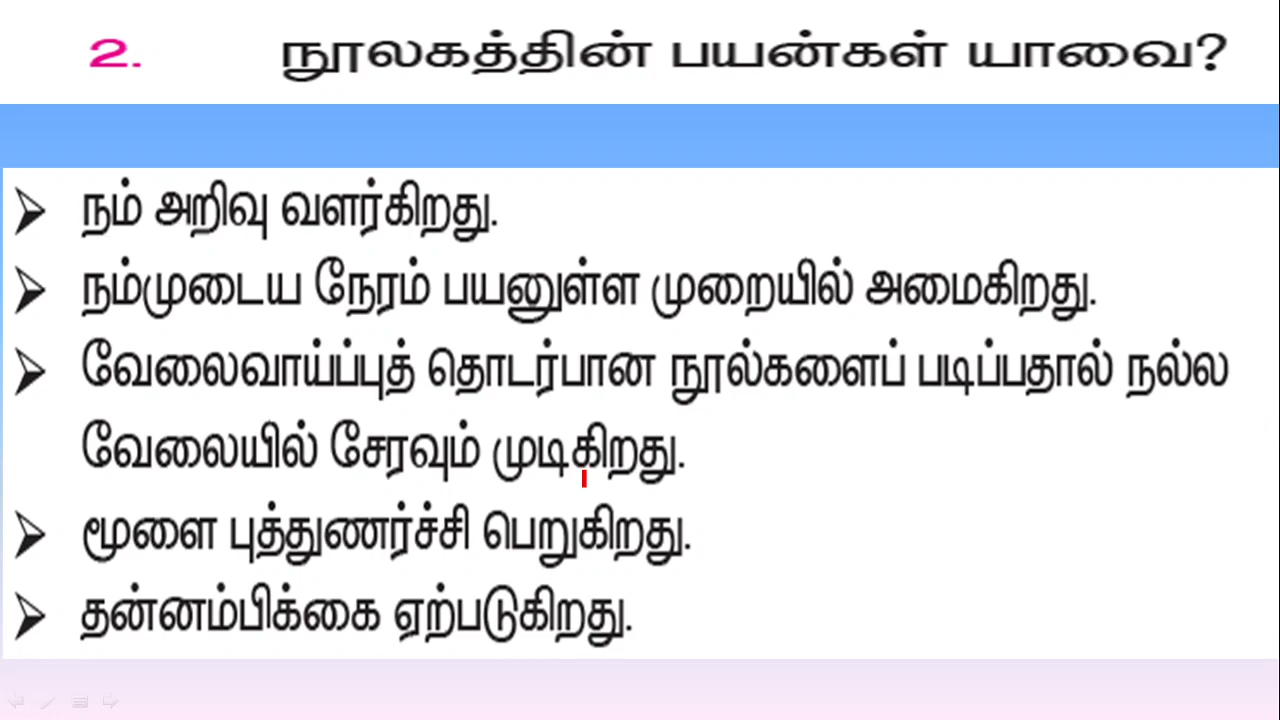 2. நூலகத்தின் பயன்கள் யாவை?
➢ நம் அறிவு வளர்கிறது.
➢ நம்முடைய நேரம் பயனுள்ள முறையில் அமைகிறது.
➢ வேலைவாய்ப்புத் தொடர்பான நூல்களைப் படிப்பதால் நல்ல
வேலையில் சேரவும் முடிகிறது.
➢ மூளை புத்துணர்ச்சி பெறுகிறது.
➢ தன்னம்பிக்கை ஏற்படுகிறது.